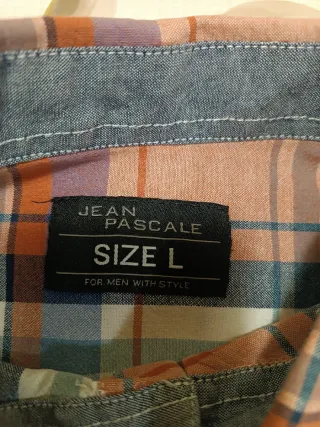 JEAN
PASCALE
SIZE L
FOR MEN WITH STYLE